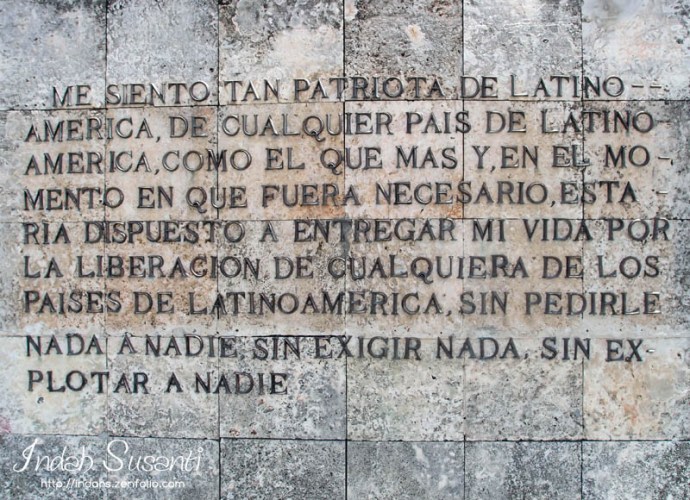 ME SIENTO TAN PATRIOTA DE LATINO--
AMERICA, DE CUALQUIER PAIS DE LATINO
AMERICA, COMO EL QUE MAS Y, EN EL MO-
MENTO EN QUE FUERA NECESARIO, ESTA-
RIA DISPUESTO A ENTREGAR MI VIDA POR
LA LIBERACION DE CUALQUIERA DE LOS
PAISES DE LATINOAMERICA, SIN PEDIRLE
NADA A NADIE, SIN EXIGIR NADA, SIN EX-
PLOTAR A NADIE
Indah Susanti
http://indahs.zenfolio.com